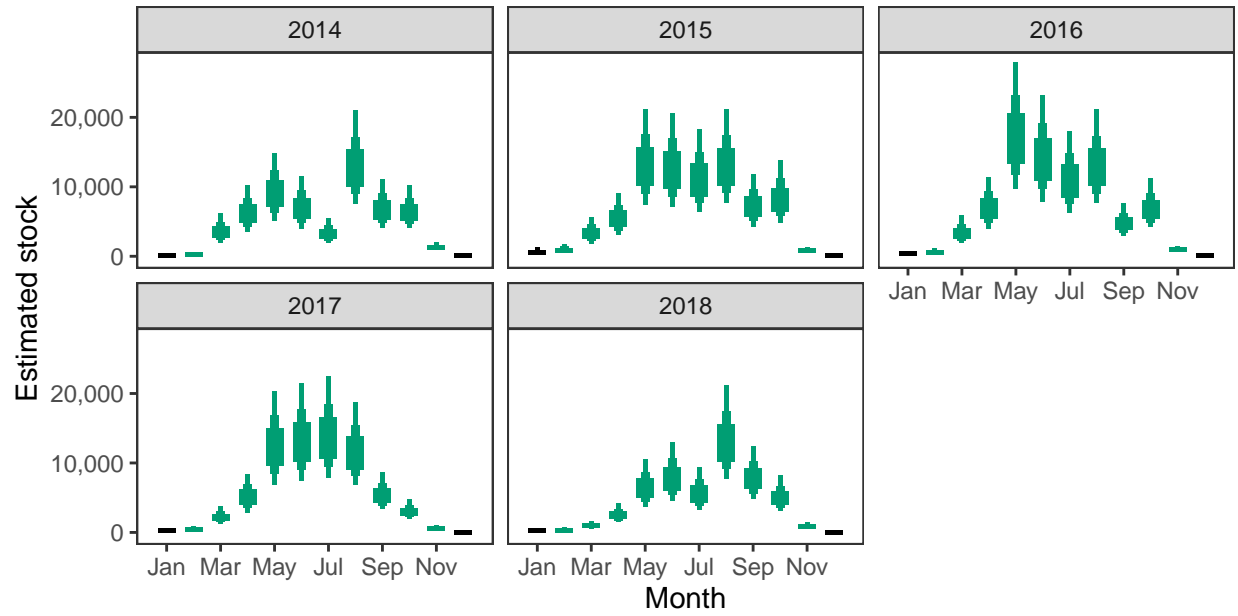 2014
2015
2016
Estimated stock
20,000
10,000
0
Jan Mar May Jul Sep Nov
2017
2018
20,000
10,000
0
Jan Mar May Jul Sep Nov
Jan Mar May Jul Sep Nov
Month